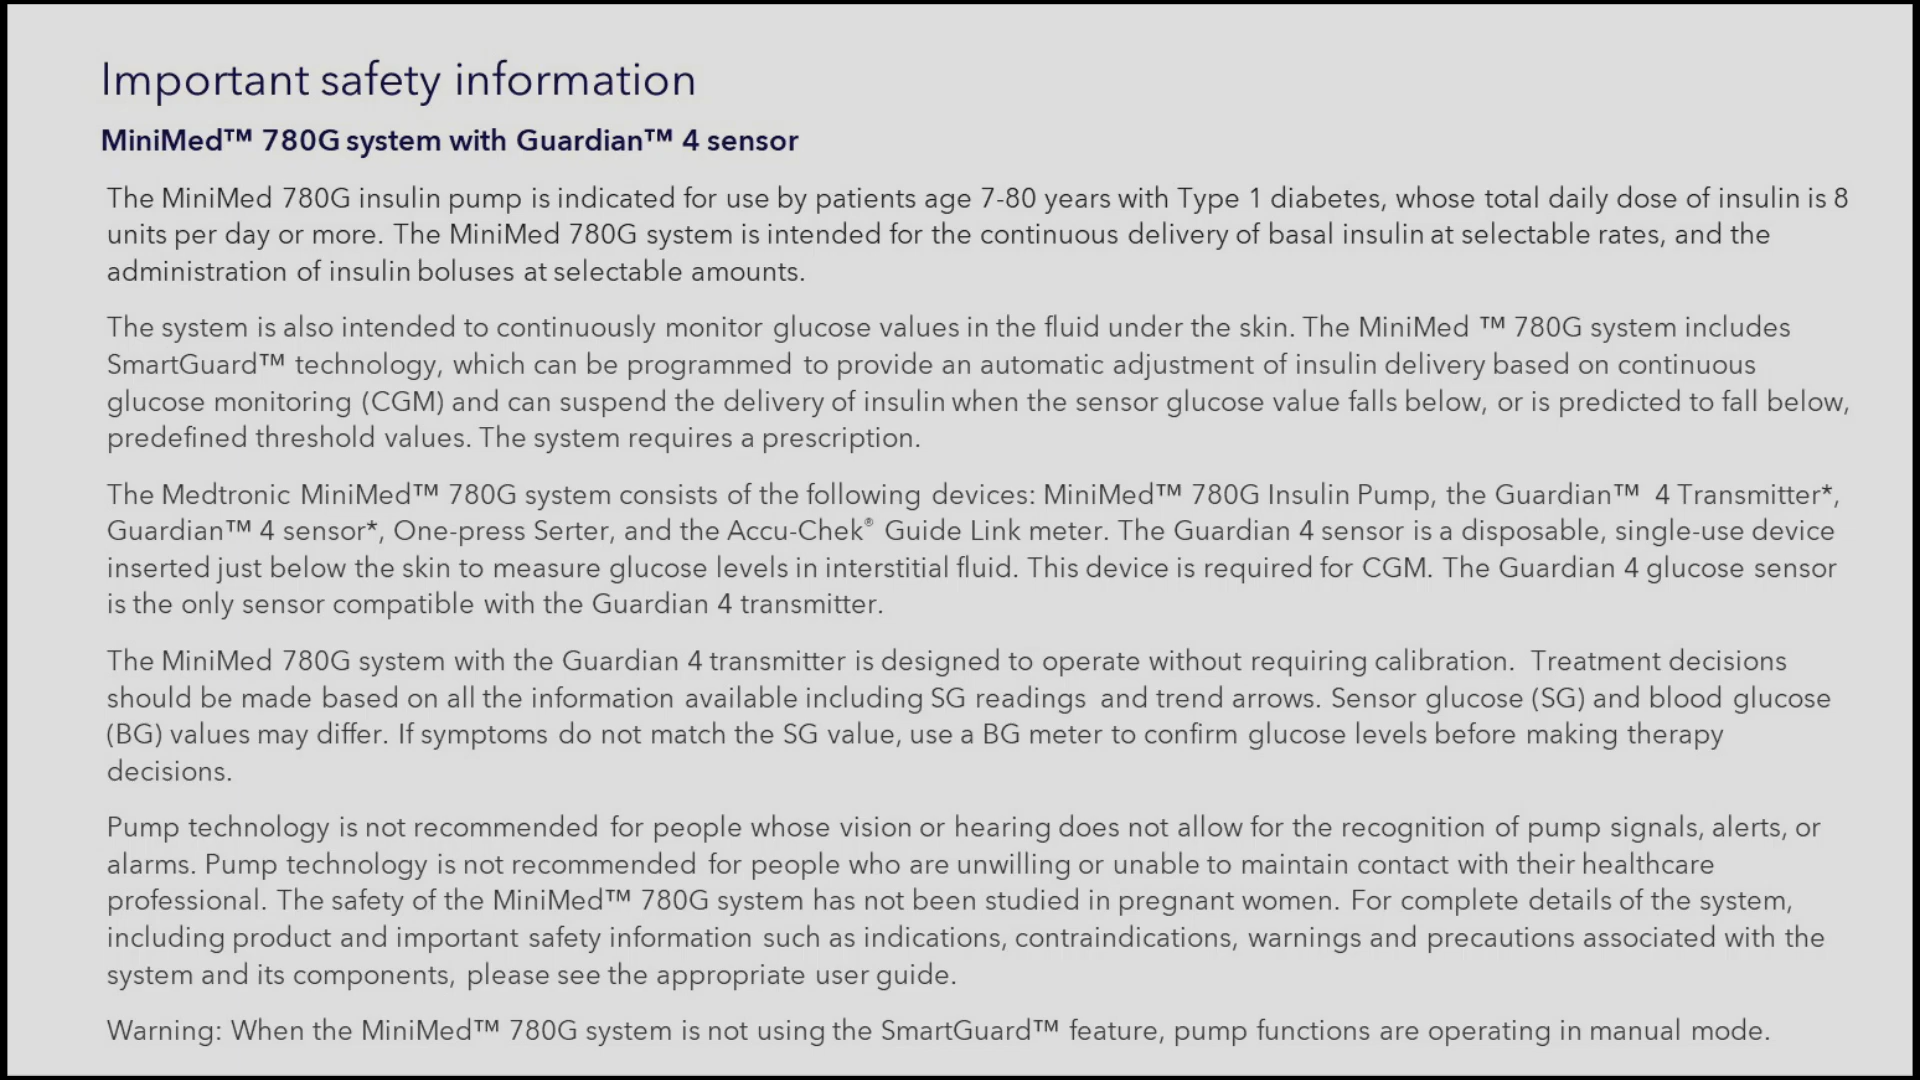 Important safety information
MiniMed™ 780G system with Guardian™ 4 sensor
The MiniMed 780G insulin pump is indicated for use by patients age 7-80 years with Type 1 diabetes, whose total daily dose of insulin is 8
units per day or more. The MiniMed 780G system is intended for the continuous delivery of basal insulin at selectable rates, and the
administration of insulin boluses at selectable amounts.
The system is also intended to continuously monitor glucose values in the fluid under the skin. The MiniMed ™ 780G system includes
SmartGuard™ technology, which can be programmed to provide an automatic adjustment of insulin delivery based on continuous
glucose monitoring (CGM) and can suspend the delivery of insulin when the sensor glucose value falls below, or is predicted to fall below,
predefined threshold values. The system requires a prescription.
The Medtronic MiniMed™ 780G system consists of the following devices: MiniMed™ 780G Insulin Pump, the Guardian™ 4 Transmitter*,
Guardian™ 4 sensor*, One-press Serter, and the Accu-Chek® Guide Link meter. The Guardian 4 sensor is a disposable, single-use device
inserted just below the skin to measure glucose levels in interstitial fluid. This device is required for CGM. The Guardian 4 glucose sensor
is the only sensor compatible with the Guardian 4 transmitter.
The MiniMed 780G system with the Guardian 4 transmitter is designed to operate without requiring calibration. Treatment decisions
should be made based on all the information available including SG readings and trend arrows. Sensor glucose (SG) and blood glucose
(BG) values may differ. If symptoms do not match the SG value, use a BG meter to confirm glucose levels before making therapy
decisions.
Pump technology is not recommended for people whose vision or hearing does not allow for the recognition of pump signals, alerts, or
alarms. Pump technology is not recommended for people who are unwilling or unable to maintain contact with their healthcare
professional. The safety of the MiniMed™ 780G system has not been studied in pregnant women. For complete details of the system,
including product and important safety information such as indications, contraindications, warnings and precautions associated with the
system and its components, please see the appropriate user guide.
Warning: When the MiniMed™ 780G system is not using the SmartGuard™ feature, pump functions are operating in manual mode.